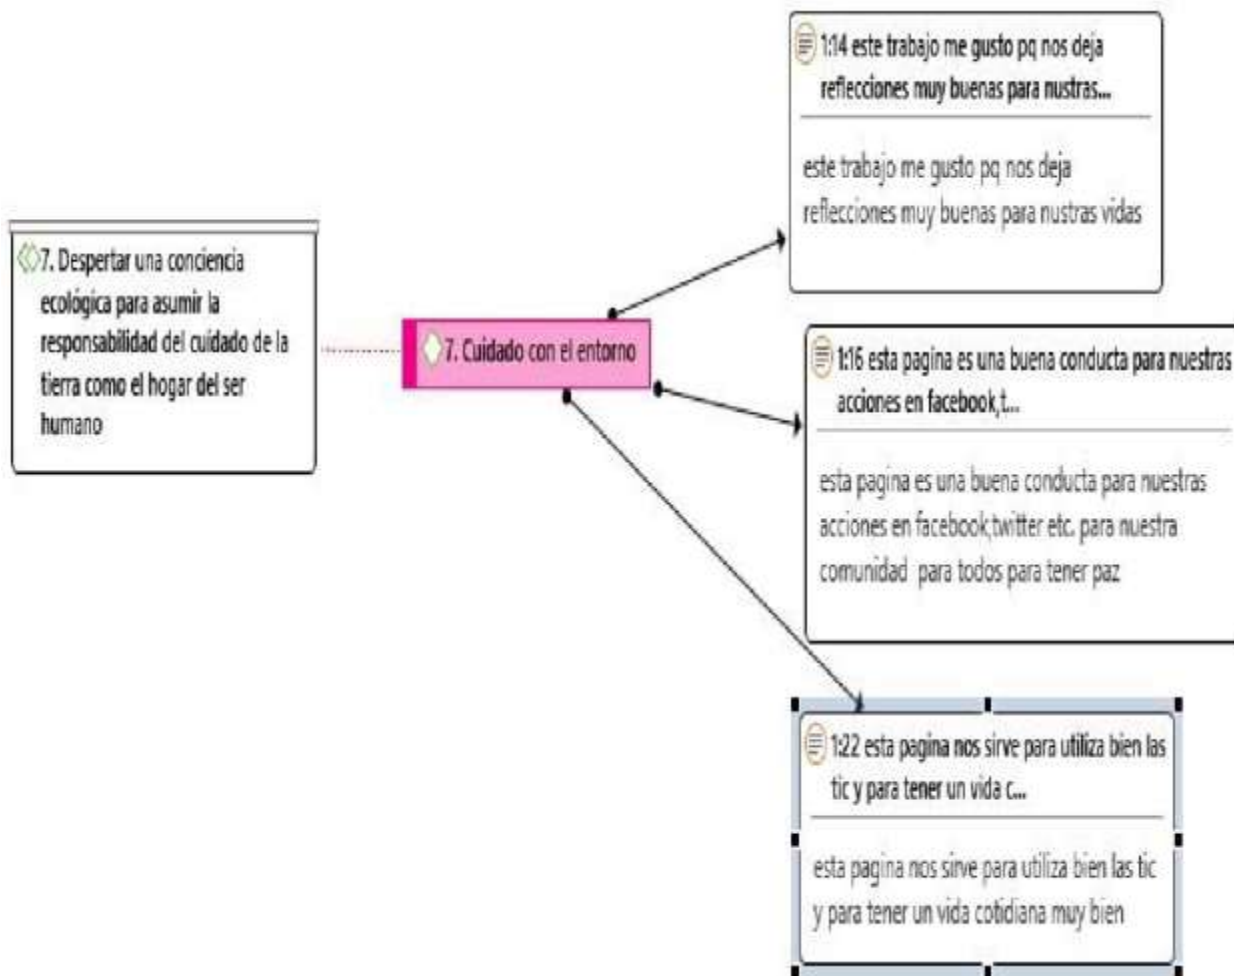 7. Despertar una conciencia
ecológica para asumir la
responsabilidad del cuidado de la
tierra como el hogar del ser
humano
7. Cuidado con el entorno
1:14 este trabajo me gusto pq nos deja
reflecciones muy buenas para nustras...
este trabajo me gusto pq nos deja
reflecciones muy buenas para nustras vidas
1:16 esta pagina es una buena conducta para nuestras
acciones en facebook,t...
esta pagina es una buena conducta para nuestras
acciones en facebook,twitter etc. para nuestra
comunidad para todos para tener paz
1:22 esta pagina nos sirve para utiliza bien las
tic y para tener un vida c...
esta pagina nos sirve para utiliza bien las tic
y para tener un vida cotidiana muy bien